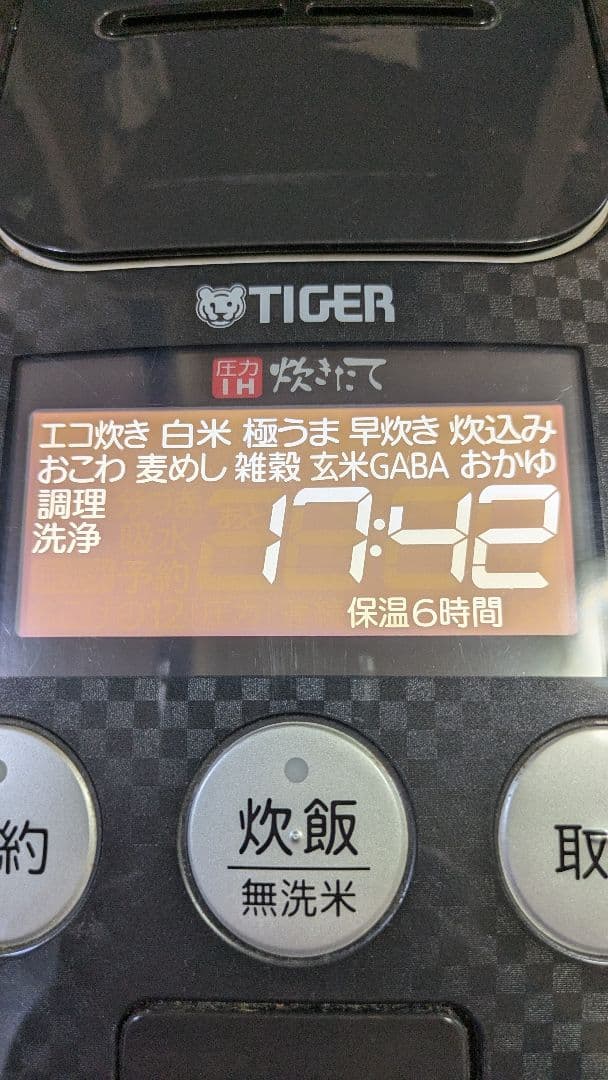 TIGER
圧力IH 炊きたて
エコ炊き 白米 極うま 早炊き 炊込み
おこわ 麦めし 雑穀 玄米GABA おかゆ
調理
洗浄
17:42
保温6時間
約
炊飯
無洗米
取